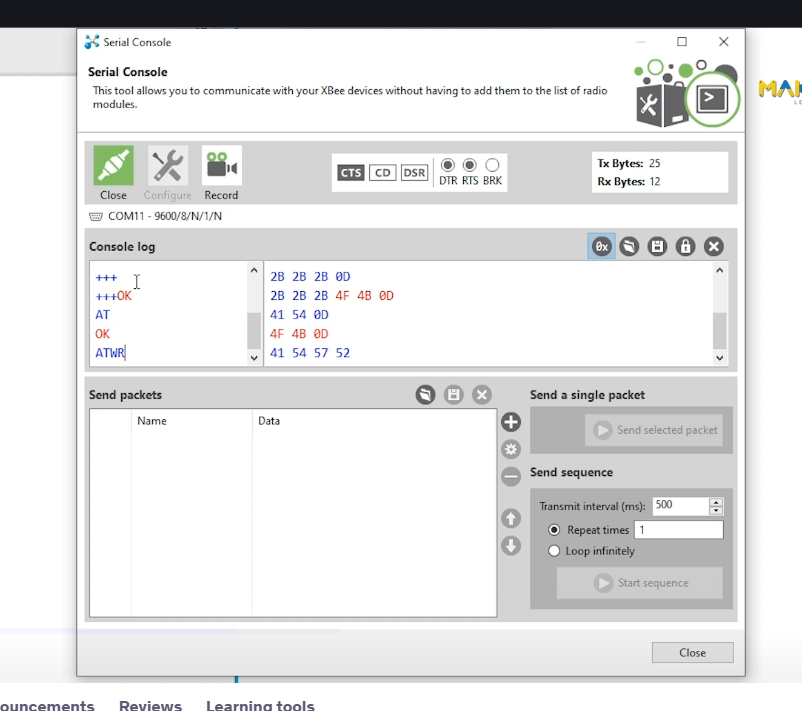 Serial Console
Serial Console
This tool allows you to communicate with your XBee devices without having to add them to the list of radio
modules.
Close
Configure
Record
CTS
CD
DSR
DTR RTS BRK
Tx Bytes: 25
Rx Bytes: 12
COM11 - 9600/8/N/1/N
Console log
0x
+++
+++OK
AT
OK
ATWR
2B 2B 2B 0D
2B 2B 2B 4F 4B 0D
41 54 0D
4F 4B 0D
41 54 57 52
Send packets
Name
Data
Send a single packet
Send selected packet
Send sequence
Transmit interval (ms): 500
Repeat times 1
Loop infinitely
Start sequence
Close
ouncements Reviews Learning tools